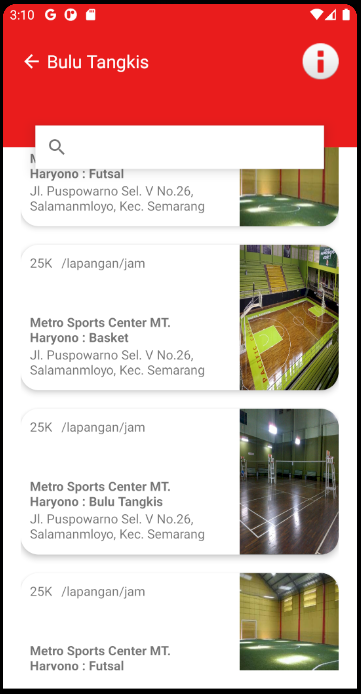 3:10
Bulu Tangkis
Haryono : Futsal
Jl. Puspowarno Sel. V No.26,
Salamanmloyo, Kec. Semarang
25K /lapangan/jam
Metro Sports Center MT.
Haryono : Basket
Jl. Puspowarno Sel. V No.26,
Salamanmloyo, Kec. Semarang
25K /lapangan/jam
Metro Sports Center MT.
Haryono : Bulu Tangkis
Jl. Puspowarno Sel. V No.26,
Salamanmloyo, Kec. Semarang
25K /lapangan/jam
Metro Sports Center MT.
Haryono : Futsal